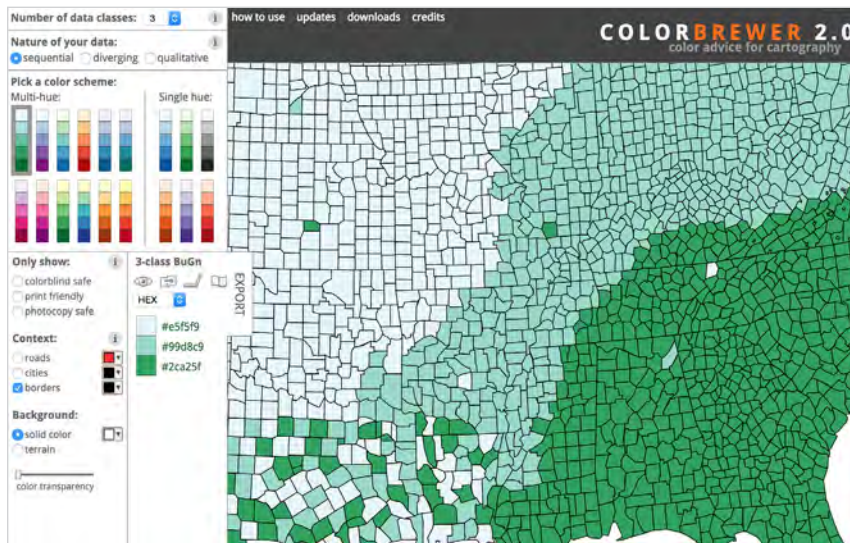 Number of data classes: 3 i
how to use updates downloads credits
COLORBREWER 2.0
color advice for cartography
Nature of your data: i
sequential diverging qualitative
Pick a color scheme:
Multi-hue: Single hue:
Only show: i
colorblind safe
print friendly
photocopy safe
Context: i
roads
cities
borders
Background:
solid color
terrain
color transparency
3-class BuGn
EXPORT
HEX
#e5f5f9
#99d8c9
#2ca25f